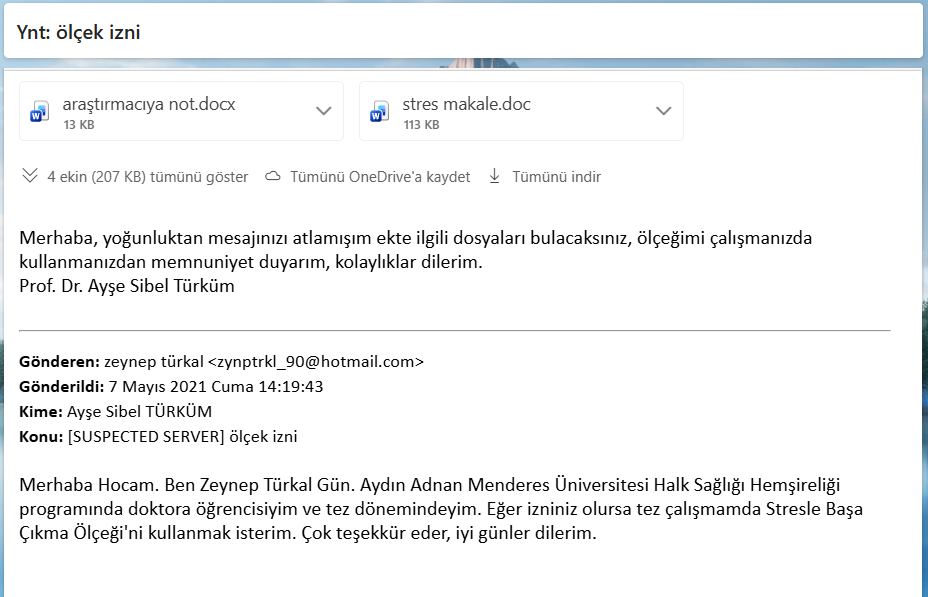 Ynt: ölçek izni
araştırmacıya not.docx
13 KB
stres makale.doc
113 KB
4 ekin (207 KB) tümünü göster
Tümünü OneDrive'a kaydet
Tümünü indir
Merhaba, yoğunluktan mesajınızı atlamışım ekte ilgili dosyaları bulacaksınız, ölçeğimi çalışmanızda
kullanmanızdan memnuniyet duyarım, kolaylıklar dilerim.
Prof. Dr. Ayşe Sibel Türküm
Gönderen: zeynep türkal <zynptrkl_90@hotmail.com>
Gönderildi: 7 Mayıs 2021 Cuma 14:19:43
Kime: Ayşe Sibel TÜRKÜM
Konu: [SUSPECTED SERVER] ölçek izni
Merhaba Hocam. Ben Zeynep Türkal Gün. Aydın Adnan Menderes Üniversitesi Halk Sağlığı Hemşireliği
programında doktora öğrencisiyim ve tez dönemindeyim. Eğer izniniz olursa tez çalışmamda Stresle Başa
Çıkma Ölçeği'ni kullanmak isterim. Çok teşekkür eder, iyi günler dilerim.